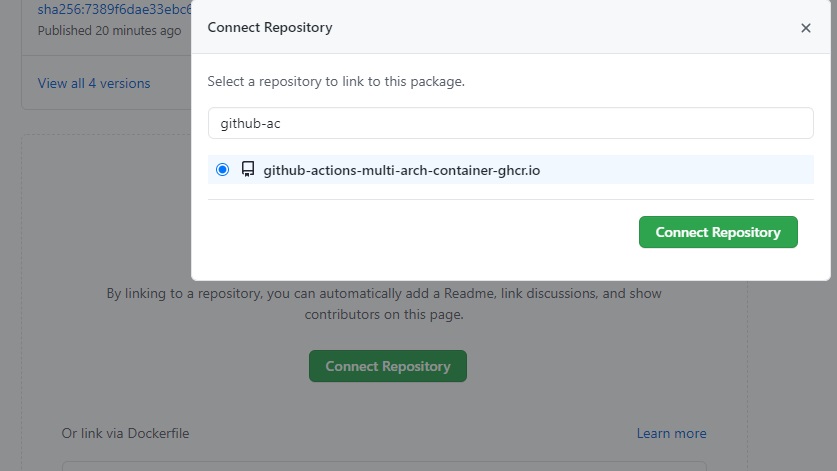 sha256:7389f6dae33ebc6
Published 20 minutes ago
View all 4 versions
Connect Repository
Select a repository to link to this package.
github-ac
github-actions-multi-arch-container-ghcr.io
Connect Repository
By linking to a repository, you can automatically add a Readme, link discussions, and show
contributors on this page.
Connect Repository
Or link via Dockerfile
Learn more